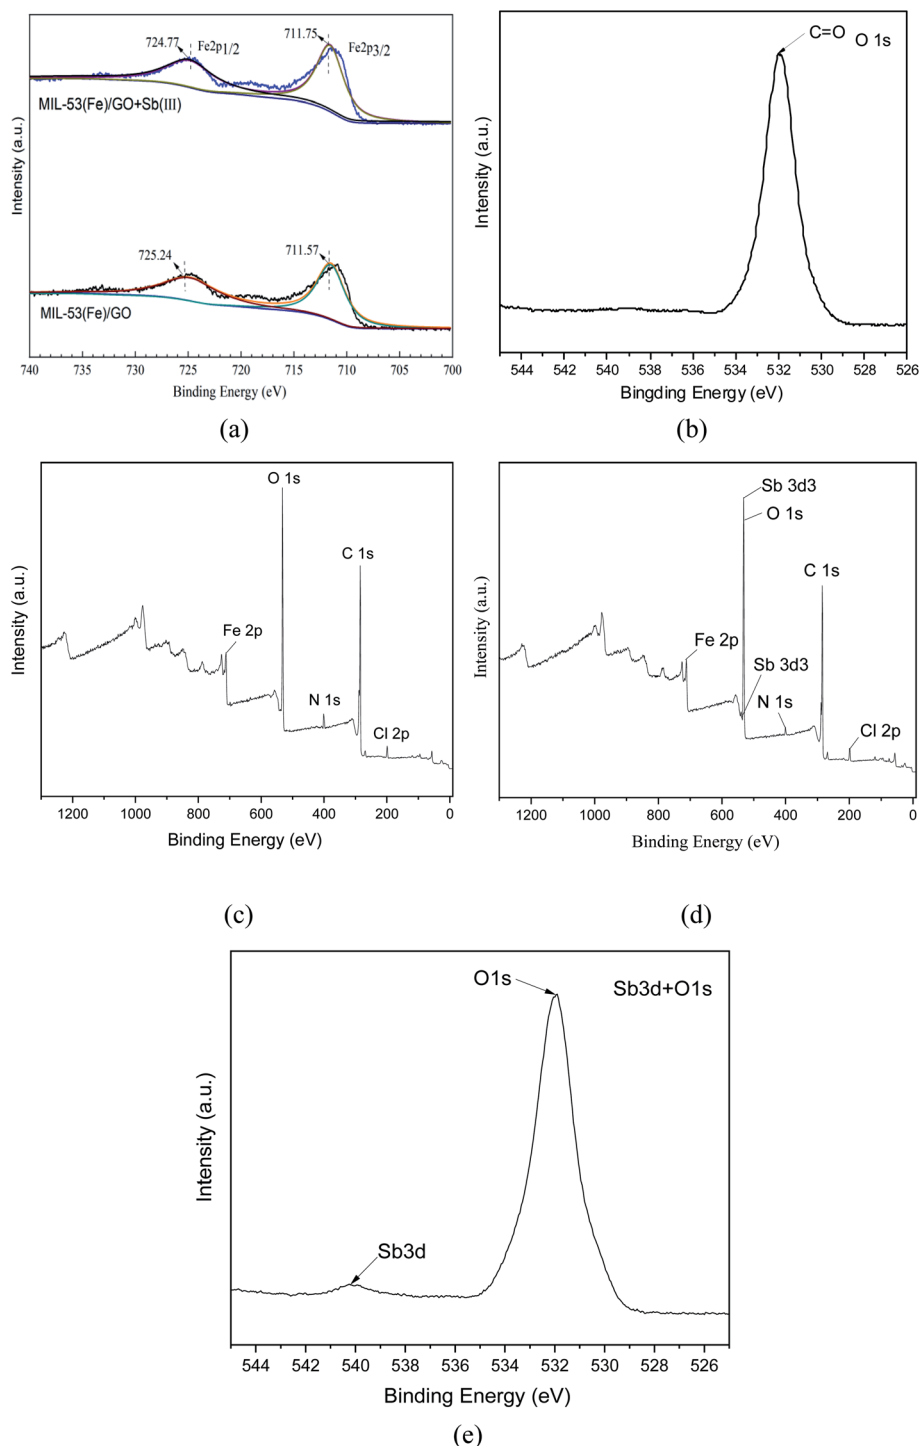 724.77
Fe2p1/2
711.75
Fe2p3/2
MIL-53(Fe)/GO+Sb(III)
725.24
711.57
MIL-53(Fe)/GO
Intensity (a.u.)
740 735 730 725 720 715 710 705 700
Binding Energy (eV)
(a)
C=O
O 1s
Intensity (a.u.)
544 542 540 538 536 534 532 530 528 526
Bingding Energy (eV)
(b)
O 1s
C 1s
Fe 2p
N 1s
Cl 2p
Intensity (a.u.)
1200 1000 800 600 400 200 0
Binding Energy (eV)
(c)
Sb 3d3
O 1s
C 1s
Fe 2p
Sb 3d3
N 1s
Cl 2p
Intensity (a.u.)
1200 1000 800 600 400 200 0
Binding Energy (eV)
(d)
O1s
Sb3d+O1s
Sb3d
Intensity (a.u.)
544 542 540 538 536 534 532 530 528 526
Binding Energy (eV)
(e)